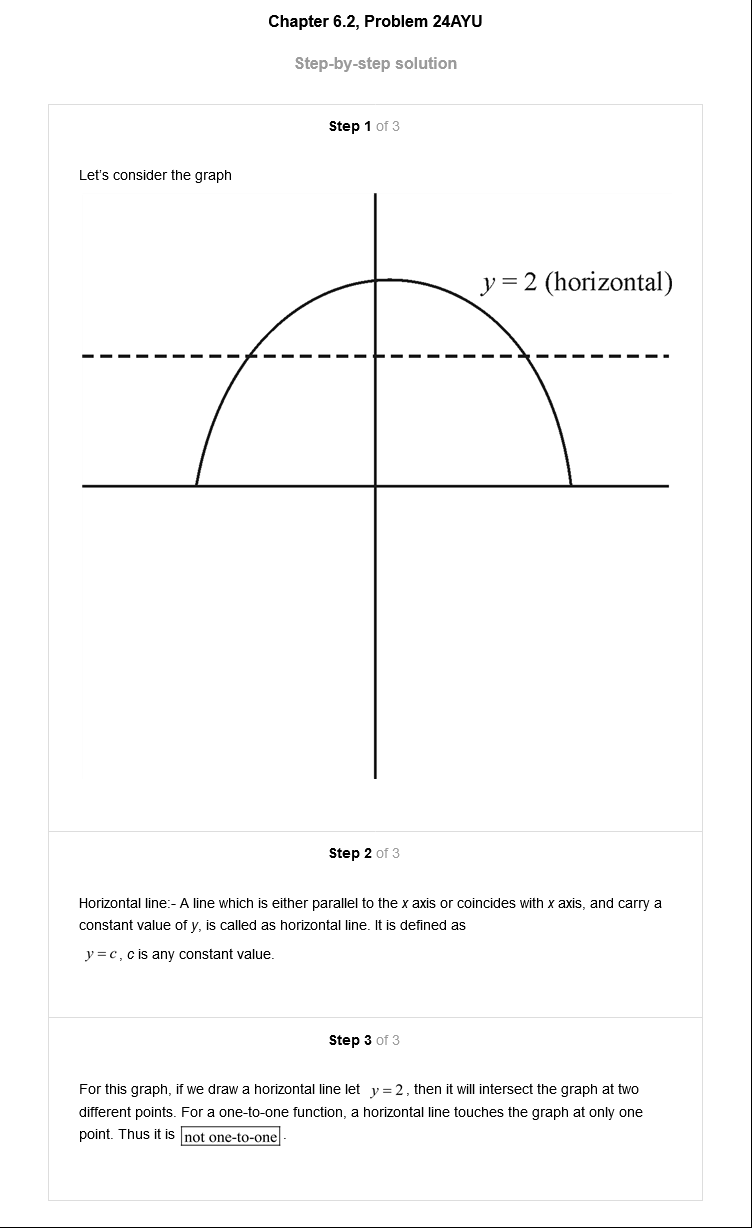 Chapter 6.2, Problem 24AYU
Step-by-step solution
Step 1 of 3
Let's consider the graph
y = 2 (horizontal)
Step 2 of 3
Horizontal line:- A line which is either parallel to the x axis or coincides with x axis, and carry a
constant value of y, is called as horizontal line. It is defined as
y = c, c is any constant value.
Step 3 of 3
For this graph, if we draw a horizontal line let y = 2, then it will intersect the graph at two
different points. For a one-to-one function, a horizontal line touches the graph at only one
point. Thus it is not one-to-one.